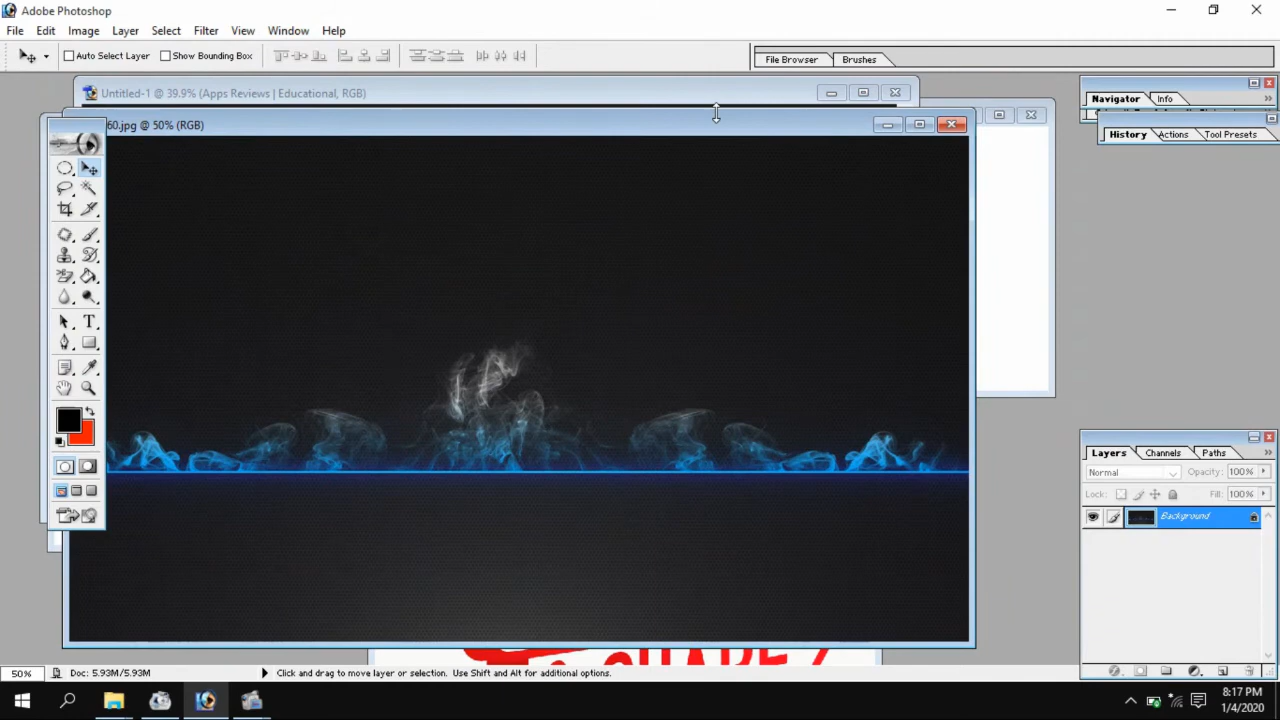 Adobe Photoshop
File Edit Image Layer Select Filter View Window Help
Auto Select Layer Show Bounding Box File Browser Brushes
Untitled-1 @ 39.9% (Apps Reviews | Educational, RGB)
60.jpg @ 50% (RGB)
Navigator Info
History Actions Tool Presets
Layers Channels Paths
Normal Opacity: 100%
Lock: Fill: 100%
Background
50% Doc: 5.93M/5.93M Click and drag to move layer or selection. Use Shift and Alt for additional options.
8:17 PM
1/4/2020